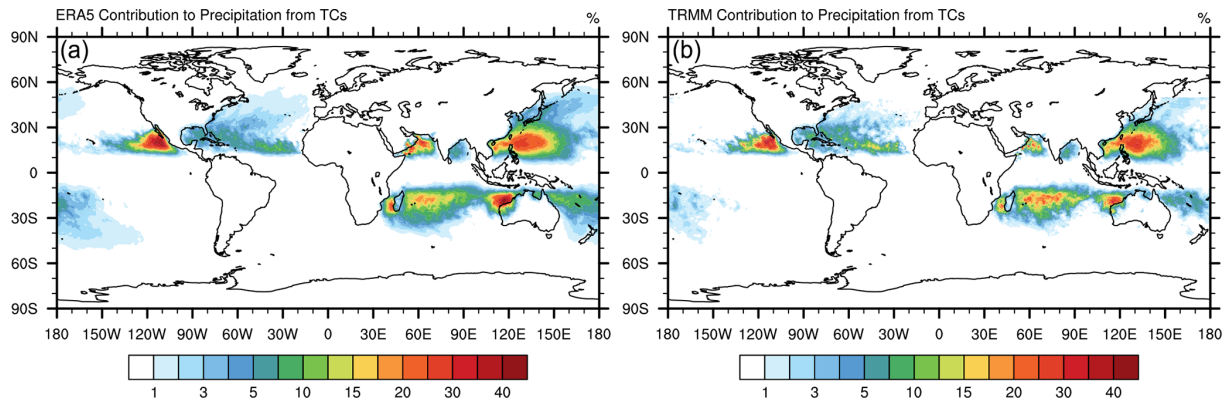 ERA5 Contribution to Precipitation from TCs %
(a)
90N
60N
30N
0
30S
60S
90S
180 150W 120W 90W 60W 30W 0 30E 60E 90E 120E 150E 180
1 3 5 10 15 20 30 40
TRMM Contribution to Precipitation from TCs %
(b)
90N
60N
30N
0
30S
60S
90S
180 150W 120W 90W 60W 30W 0 30E 60E 90E 120E 150E 180
1 3 5 10 15 20 30 40